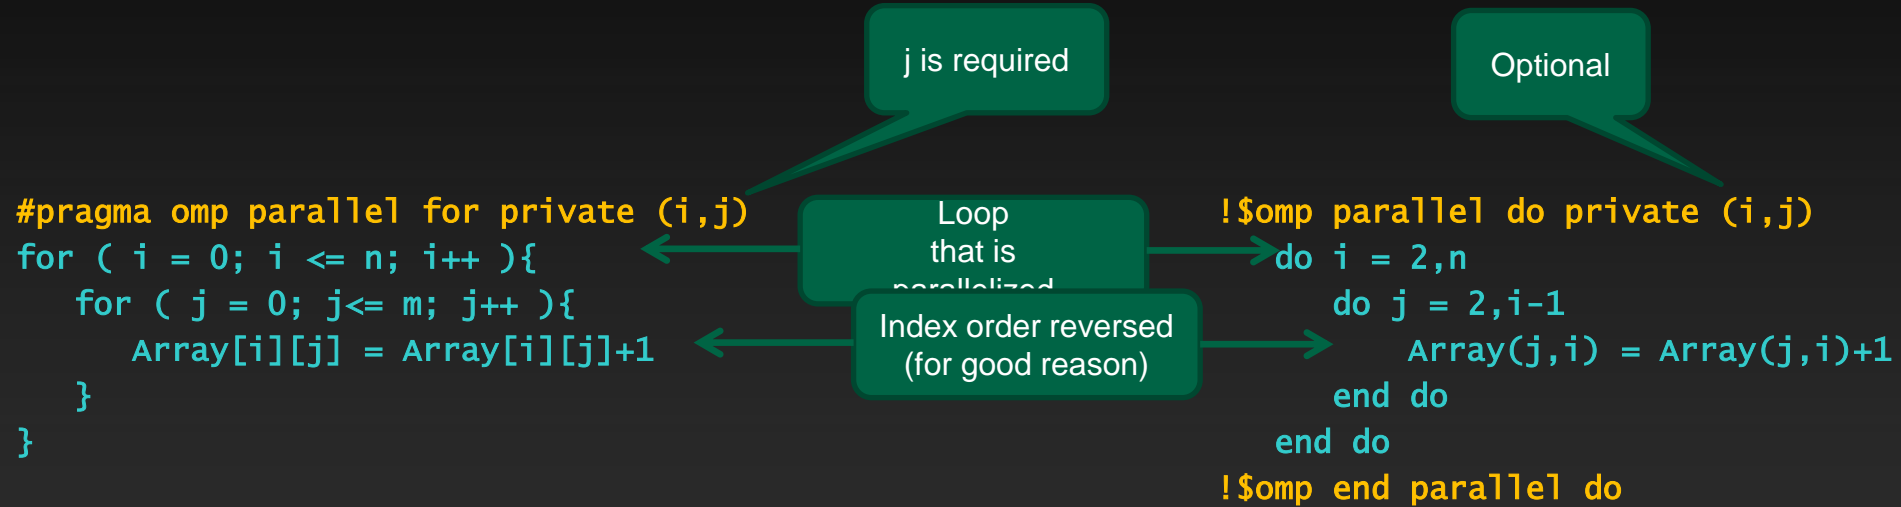 j is required
Optional
#pragma omp parallel for private (i,j)
for ( i = 0; i <= n; i++ ){
for ( j = 0; j<= m; j++ ){
Array[i][j] = Array[i][j]+1
}
}
Loop
that is
parallelized
Index order reversed
(for good reason)
!$omp parallel do private (i,j)
do i = 2,n
do j = 2,i-1
Array(j,i) = Array(j,i)+1
end do
end do
!$omp end parallel do